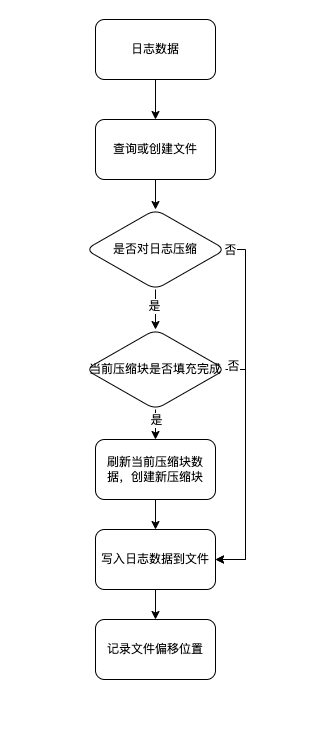 日志数据
查询或创建文件
是否对日志压缩
否
是
当前压缩块是否填充完成
否
是
刷新当前压缩块数
据，创建新压缩块
写入日志数据到文件
记录文件偏移位置